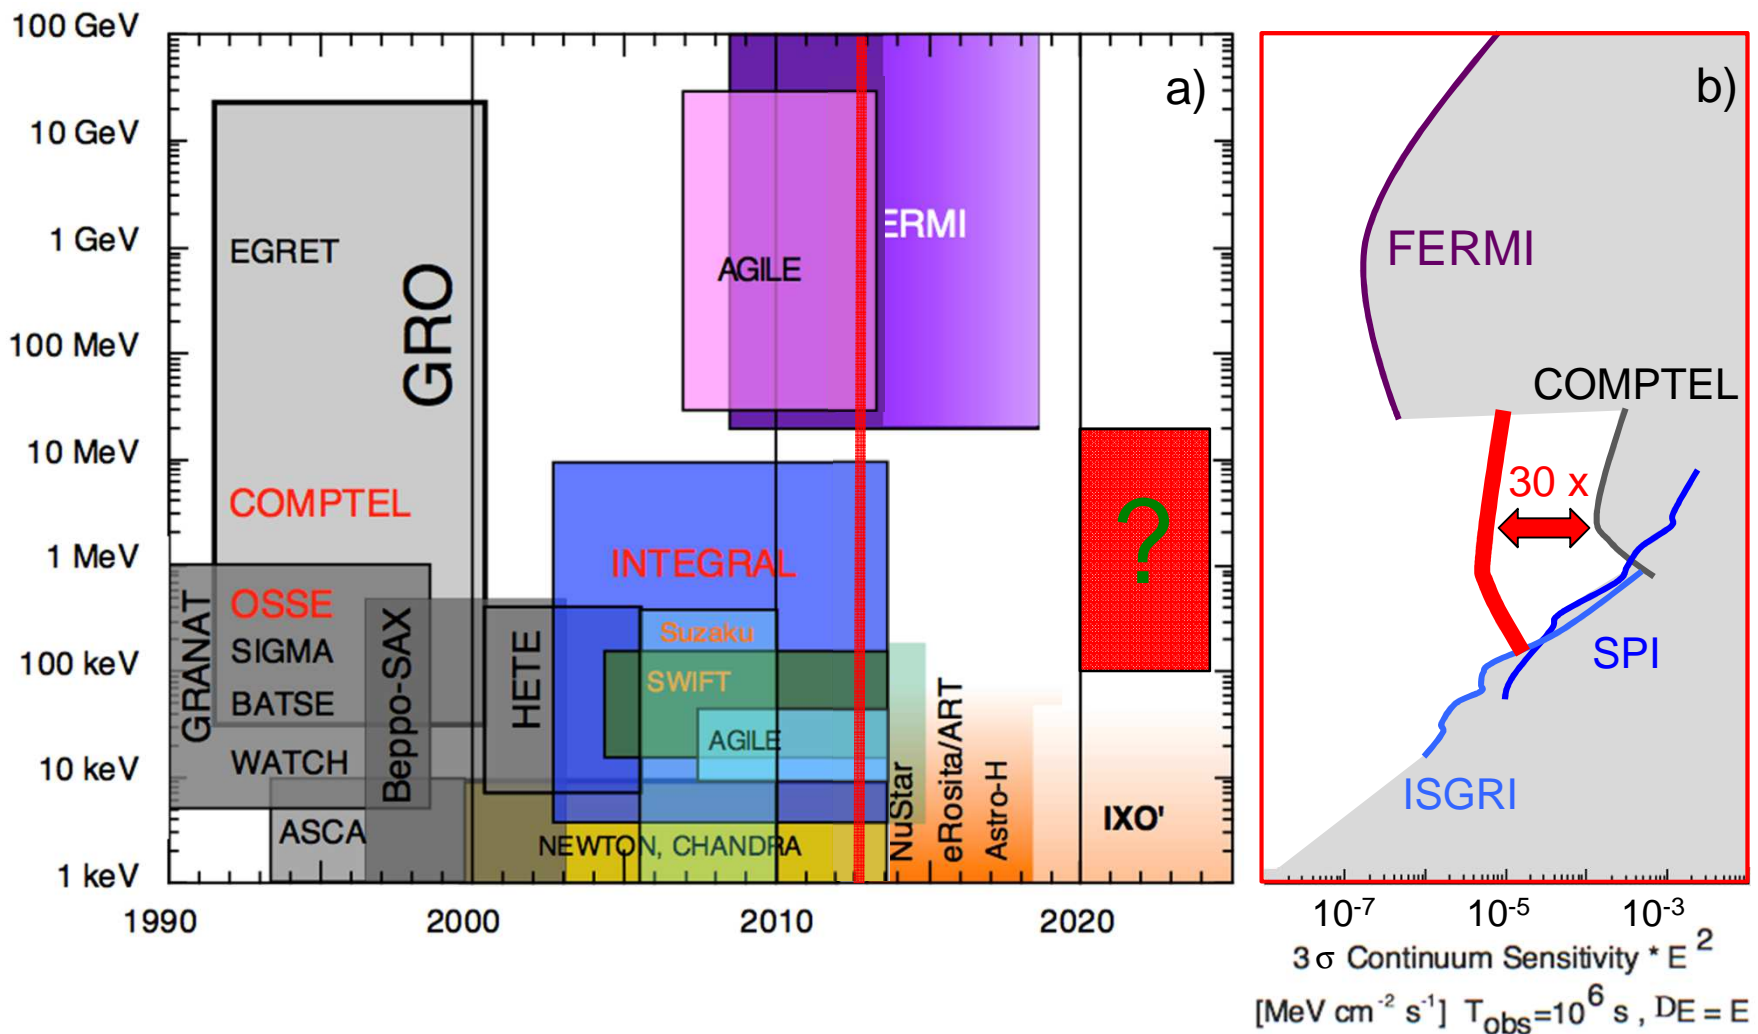 100 GeV
10 GeV
1 GeV
100 MeV
10 MeV
1 MeV
100 keV
10 keV
1 keV
1990
2000
2010
2020
a)
EGRET
GRO
COMPTEL
OSSE
SIGMA
BATSE
WATCH
GRANAT
Beppo-SAX
ASCA
HETE
INTEGRAL
Suzaku
SWIFT
AGILE
NEWTON, CHANDRA
AGILE
ERMI
NuStar
eRosita/ART
Astro-H
?
IXO'
b)
FERMI
COMPTEL
30 x
SPI
ISGRI
10-7
10-5
10-3
3 σ Continuum Sensitivity * E 2
[MeV cm-2 s-1] Tobs=106 s , DE = E